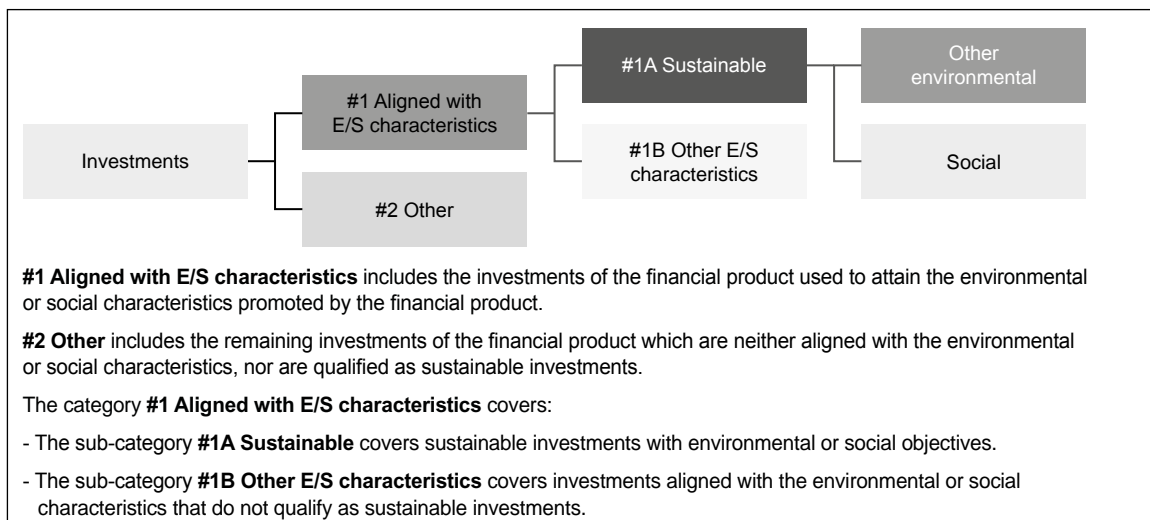 Investments
#1 Aligned with
E/S characteristics
#2 Other
#1A Sustainable
#1B Other E/S
characteristics
Other
environmental
Social
#1 Aligned with E/S characteristics includes the investments of the financial product used to attain the environmental
or social characteristics promoted by the financial product.
#2 Other includes the remaining investments of the financial product which are neither aligned with the environmental
or social characteristics, nor are qualified as sustainable investments.
The category #1 Aligned with E/S characteristics covers:
- The sub-category #1A Sustainable covers sustainable investments with environmental or social objectives.
- The sub-category #1B Other E/S characteristics covers investments aligned with the environmental or social
characteristics that do not qualify as sustainable investments.